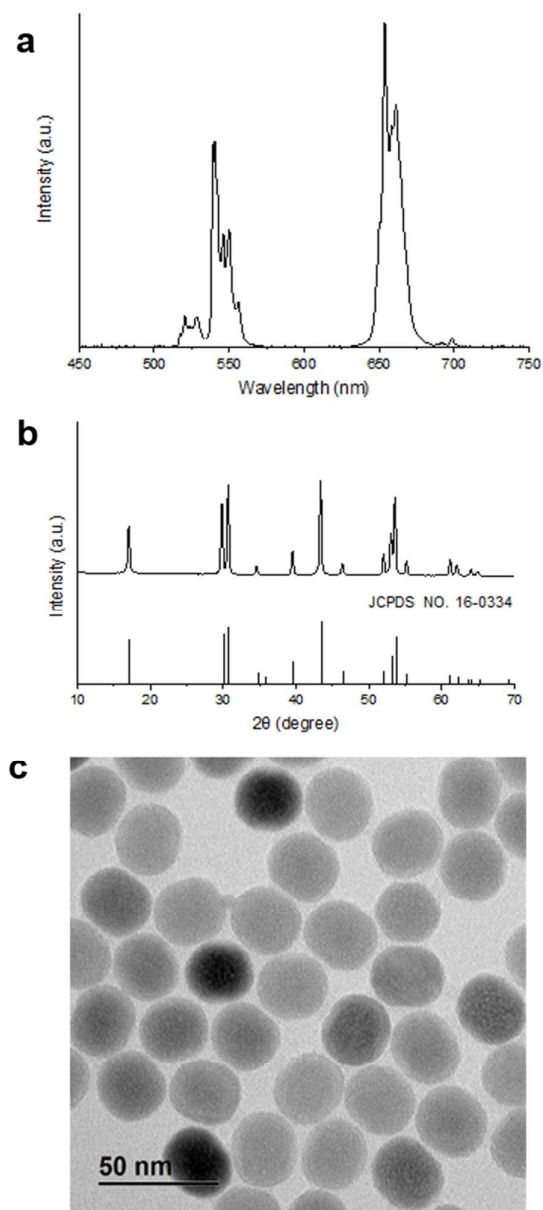 a
Intensity (a.u.)
450 500 550 600 650 700 750
Wavelength (nm)
b
Intensity (a.u.)
JCPDS NO. 16-0334
10 20 30 40 50 60 70
2θ (degree)
c
50 nm